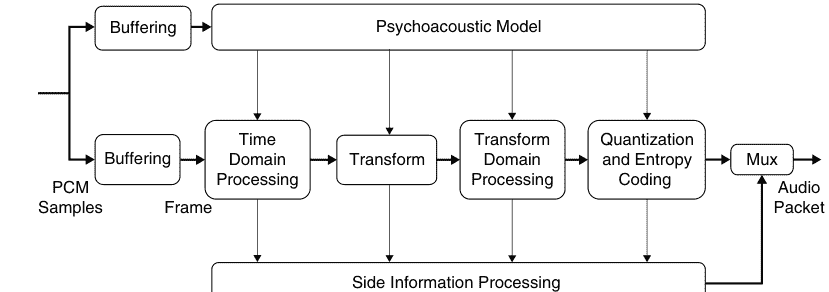 Buffering
Psychoacoustic Model
Buffering
Time
Domain
Processing
Transform
Transform
Domain
Processing
Quantization
and Entropy
Coding
Mux
PCM
Samples
Frame
Audio
Packet
Side Information Processing